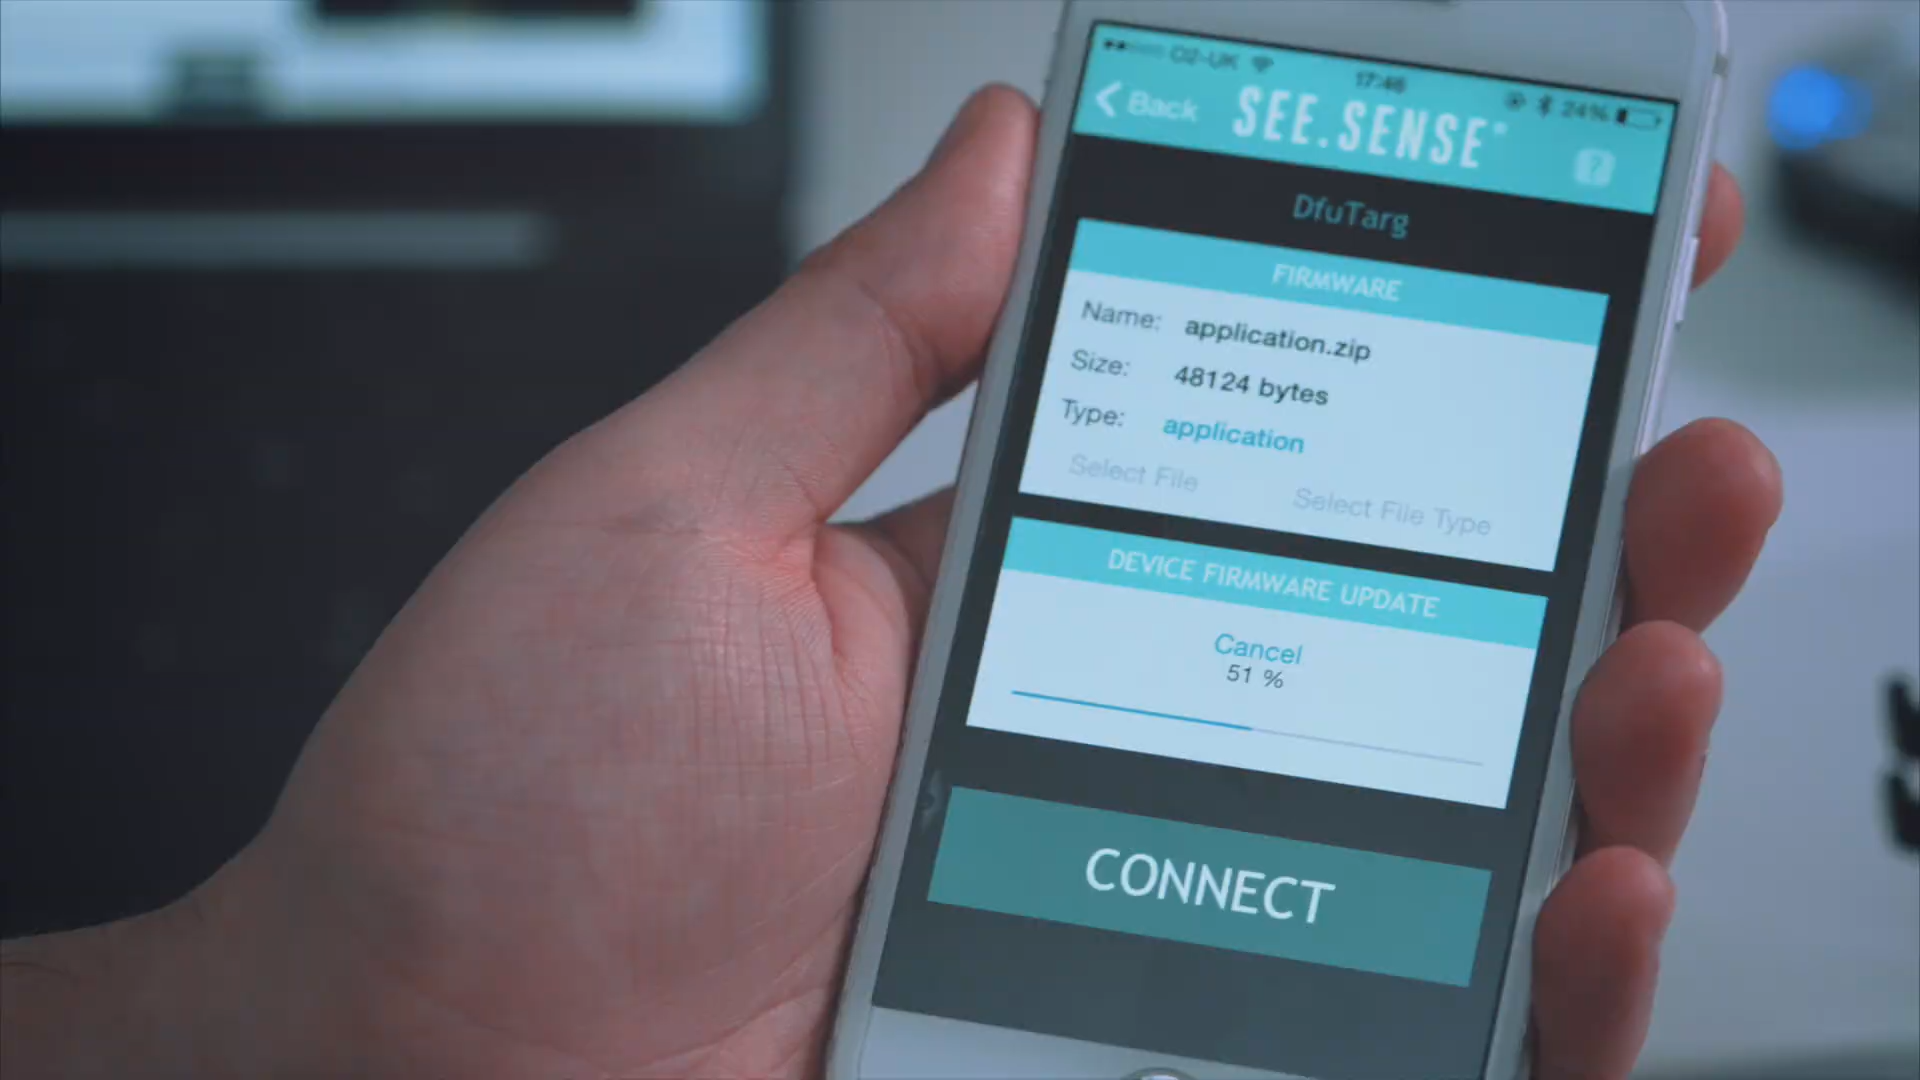 O2-UK 17:46 24%
Back SEE.SENSE ?
DfuTarg
FIRMWARE
Name: application.zip
Size: 48124 bytes
Type: application
Select File Select File Type
DEVICE FIRMWARE UPDATE
Cancel
51 %
CONNECT